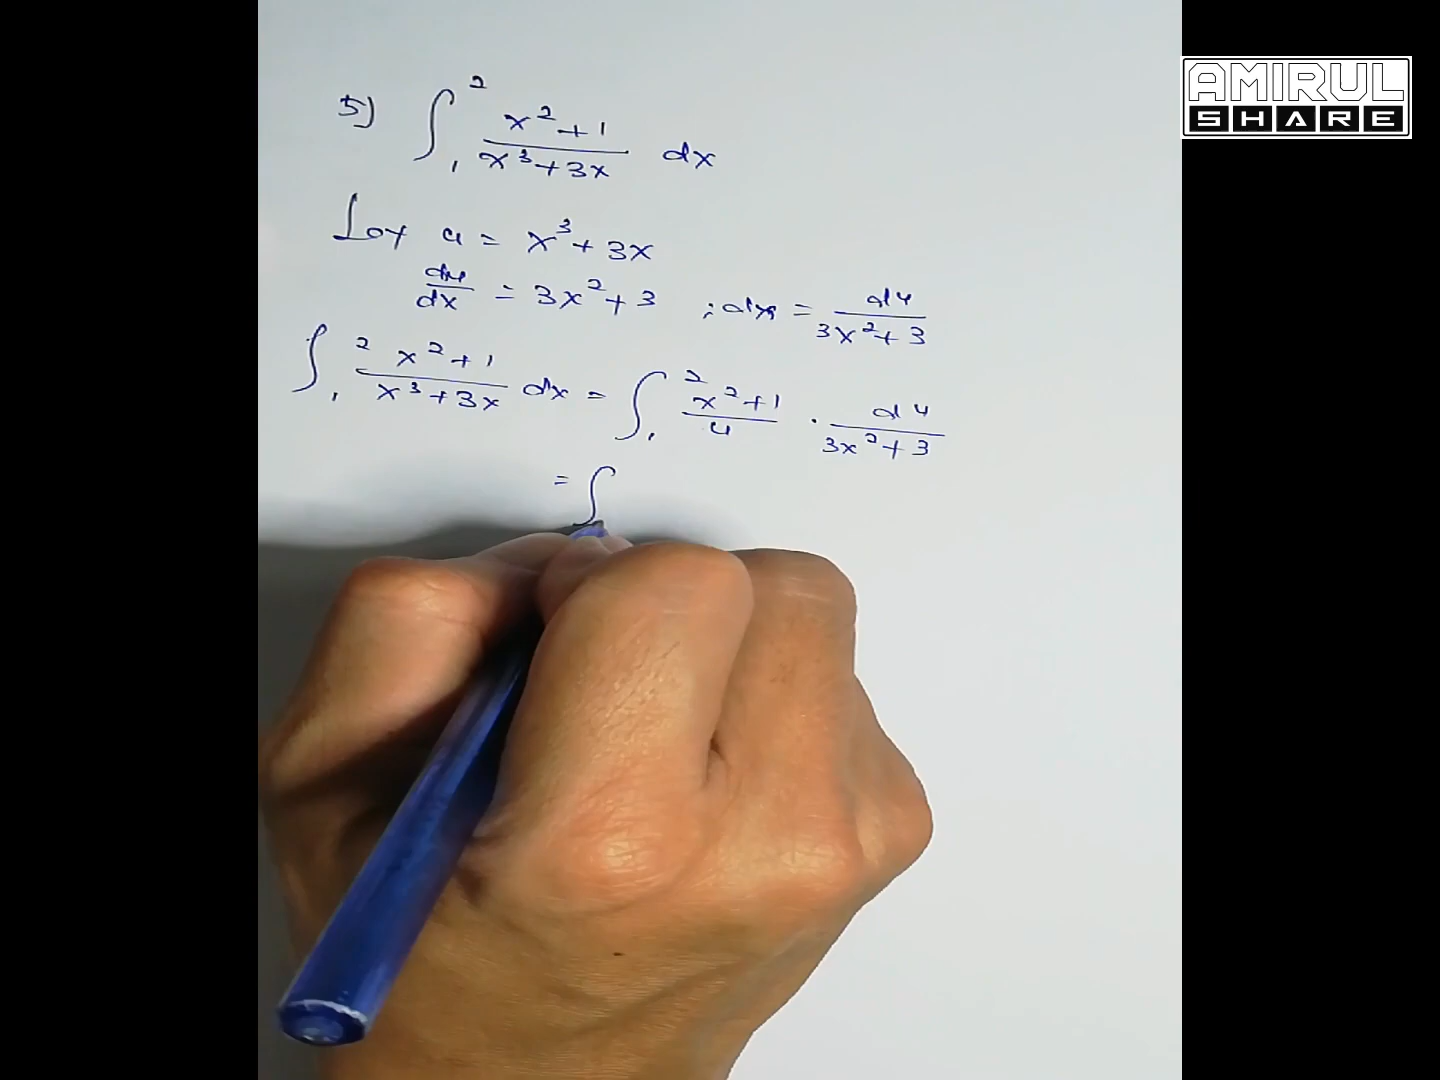 AMIRUL
SHARE
5) ∫₁² (x² + 1)/(x³ + 3x) dx
Let u = x³ + 3x
du/dx = 3x² + 3 ; dx = du/(3x² + 3)
∫₁² (x² + 1)/(x³ + 3x) dx = ∫₁² (x² + 1)/u · du/(3x² + 3)
= ∫